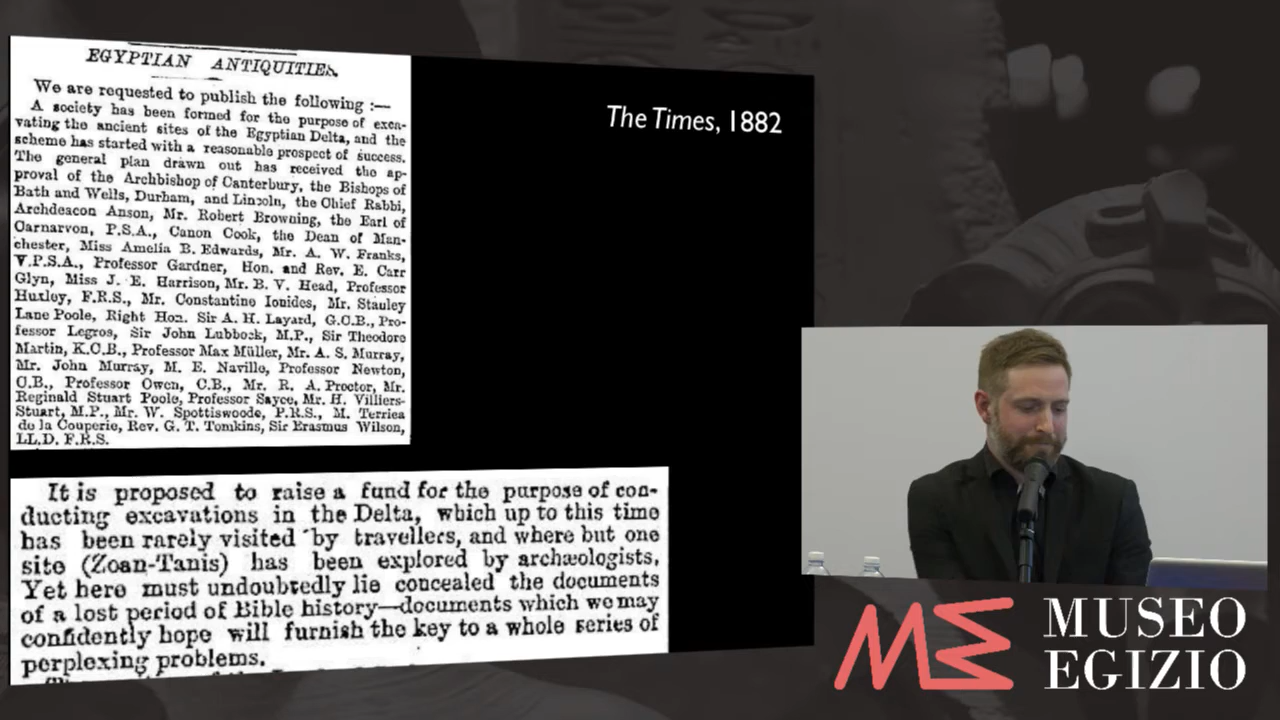 EGYPTIAN ANTIQUITIES.
We are requested to publish the following :—
A society has been formed for the purpose of exca-
vating the ancient sites of the Egyptian Delta, and the
scheme has started with a reasonable prospect of success.
The general plan drawn out has received the ap-
proval of the Archbishop of Canterbury, the Bishops of
Bath and Wells, Durham, and Lincoln, the Chief Rabbi,
Archdeacon Anson, Mr. Robert Browning, the Earl of
Carnarvon, P.S.A., Canon Cook, the Dean of Man-
chester, Miss Amelia B. Edwards, Mr. A. W. Franks,
V.P.S.A., Professor Gardner, Hon. and Rev. E. Carr
Glyn, Miss J. E. Harrison, Mr. B. V. Head, Professor
Huxley, F.R.S., Mr. Constantine Ionides, Mr. Stanley
Lane Poole, Right Hon. Sir A. H. Layard, G.C.B., Pro-
fessor Legros, Sir John Lubbock, M.P., Sir Theodore
Martin, K.C.B., Professor Max Müller, Mr. A. S. Murray,
Mr. John Murray, M. E. Naville, Professor Newton,
C.B., Professor Owen, C.B., Mr. R. A. Proctor, Mr.
Reginald Stuart Poole, Professor Sayce, Mr. H. Villiers-
Stuart, M.P., Mr. W. Spottiswoode, P.R.S., M. Terrien
de la Couperie, Rev. G. T. Tomkins, Sir Erasmus Wilson,
LL.D. F.R.S.
The Times, 1882
It is proposed to raise a fund for the purpose of con-
ducting excavations in the Delta, which up to this time
has been rarely visited by travellers, and where but one
site (Zoan-Tanis) has been explored by archæologists.
Yet here must undoubtedly lie concealed the documents
of a lost period of Bible history—documents which we may
confidently hope will furnish the key to a whole series of
perplexing problems.
ME MUSEO
EGIZIO